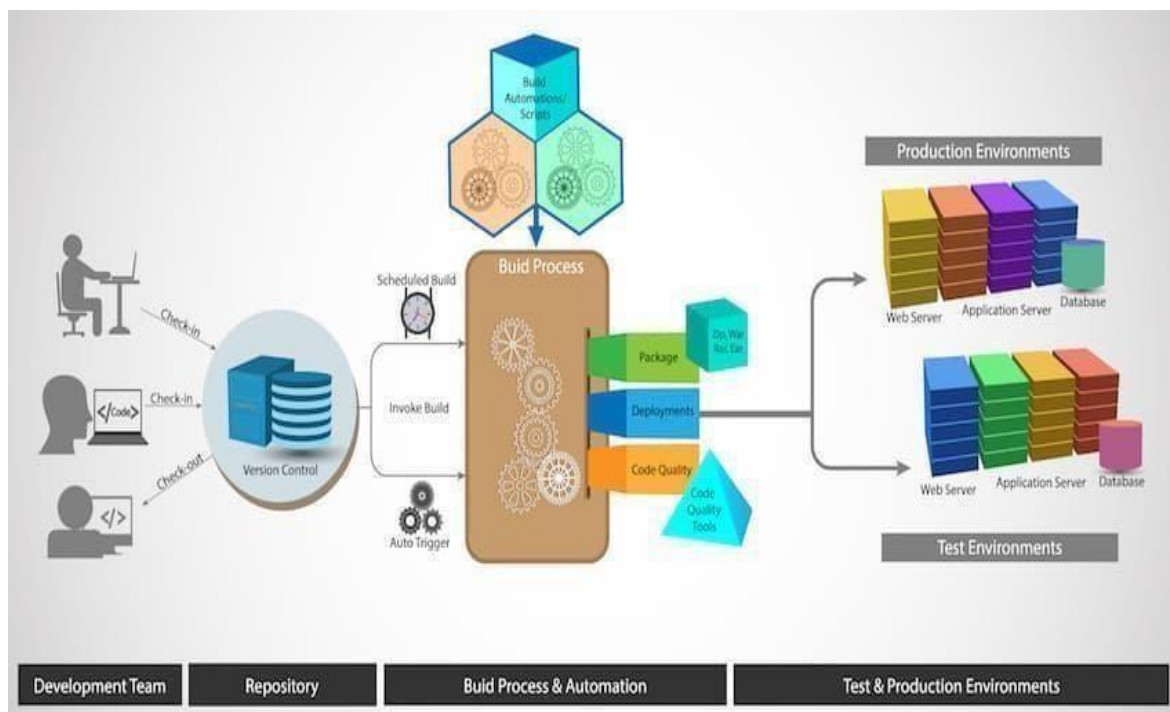 Build
Automations/
Scripts
Production Environments
Buid Process
Scheduled Build
Check-in
Zip, War
Rar, Ear
Package
Web Server
Application Server
Database
</Code>
Check-in
Invoke Build
Deployments
Version Control
Check-out
Code Quality
Code
Quality
Tools
</>
Auto Trigger
Web Server
Application Server
Database
Test Environments
Development Team
Repository
Buid Process & Automation
Test & Production Environments